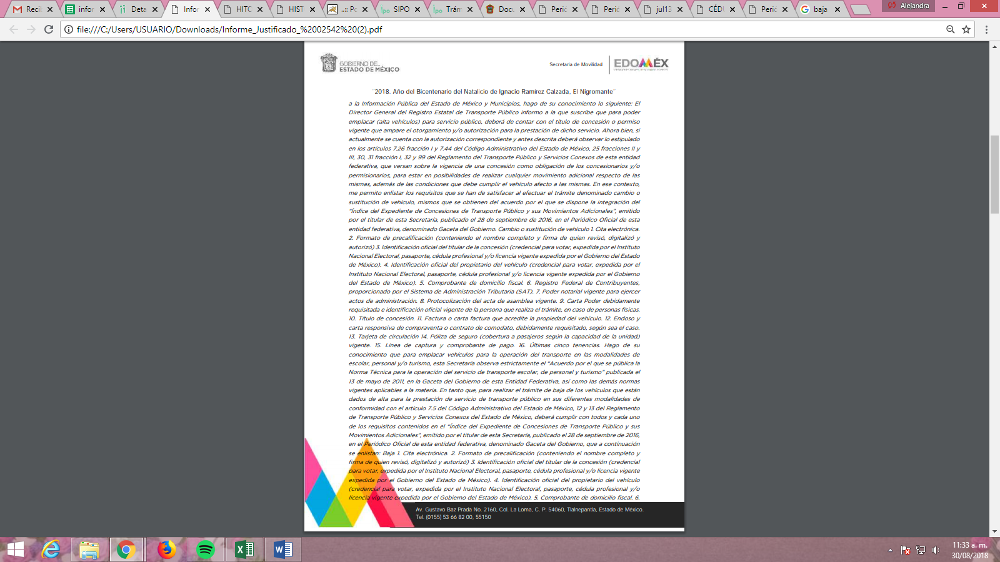 Recil
infor
Deta
Infor
HITC
HIST
..:: Pc
SIPO
Trám
Docu
Perió
Perió
jul13
CÉDU
Perió
baja
Alejandra
file:///C:/Users/USUARIO/Downloads/Informe_Justificado_%2002542%20(2).pdf
GOBIERNO DEL
ESTADO DE MÉXICO
Secretaría de Movilidad
EDOMÉX
¨2018. Año del Bicentenario del Natalicio de Ignacio Ramírez Calzada, El Nigromante¨
a la Información Pública del Estado de México y Municipios, hago de su conocimiento lo siguiente: El
Director General del Registro Estatal de Transporte Público informo a la que suscribe que para poder
emplacar (alta vehículos) para servicio público, deberá de contar con el título de concesión o permiso
vigente que ampare el otorgamiento y/o autorización para la prestación de dicho servicio. Ahora bien, si
actualmente se cuenta con la autorización correspondiente y antes descrita deberá observar lo estipulado
en los artículos 7.26 fracción I y 7.44 del Código Administrativo del Estado de México, 25 fracciones II y
III, 30, 31 fracción I, 32 y 99 del Reglamento del Transporte Público y Servicios Conexos de esta entidad
federativa, que versan sobre la vigencia de una concesión como obligación de los concesionarios y/o
permisionarios, para estar en posibilidades de realizar cualquier movimiento adicional respecto de las
mismas, además de las condiciones que debe cumplir el vehículo afecto a las mismas. En ese contexto,
me permito enlistar los requisitos que se han de satisfacer al efectuar el trámite denominado cambio o
sustitución de vehículo, mismos que se obtienen del acuerdo por el que se dispone la integración del
“Índice del Expediente de Concesiones de Transporte Público y sus Movimientos Adicionales”, emitido
por el titular de esta Secretaría, publicado el 28 de septiembre de 2016, en el Periódico Oficial de esta
entidad federativa, denominado Gaceta del Gobierno. Cambio o sustitución de vehículo 1. Cita electrónica.
2. Formato de precalificación (conteniendo el nombre completo y firma de quien revisó, digitalizó y
autorizó) 3. Identificación oficial del titular de la concesión (credencial para votar, expedida por el Instituto
Nacional Electoral, pasaporte, cédula profesional y/o licencia vigente expedida por el Gobierno del Estado
de México). 4. Identificación oficial del propietario del vehículo (credencial para votar, expedida por el
Instituto Nacional Electoral, pasaporte, cédula profesional y/o licencia vigente expedida por el Gobierno
del Estado de México). 5. Comprobante de domicilio fiscal. 6. Registro Federal de Contribuyentes,
proporcionado por el Sistema de Administración Tributaria (SAT). 7. Poder notarial vigente para ejercer
actos de administración. 8. Protocolización del acta de asamblea vigente. 9. Carta Poder debidamente
requisitada e identificación oficial vigente de la persona que realiza el trámite, en caso de personas físicas.
10. Título de concesión. 11. Factura o carta factura que acredite la propiedad del vehículo. 12. Endoso y
carta responsiva de compraventa o contrato de comodato, debidamente requisitado, según sea el caso.
13. Tarjeta de circulación 14. Póliza de seguro (cobertura a pasajeros según la capacidad de la unidad)
vigente. 15. Línea de captura y comprobante de pago. 16. Últimas cinco tenencias. Hago de su
conocimiento que para emplacar vehículos para la operación del transporte en las modalidades de
escolar, personal y/o turismo, esta Secretaría observa estrictamente el “Acuerdo por el que se pública la
Norma Técnica para la operación del servicio de transporte escolar, de personal y turismo” publicada el
13 de mayo de 2011, en la Gaceta del Gobierno de esta Entidad Federativa, así como las demás normas
vigentes aplicables a la materia. En tanto que, para realizar el trámite de baja de los vehículos que están
dados de alta para la prestación de servicio de transporte público en sus diferentes modalidades de
conformidad con el artículo 7.5 del Código Administrativo del Estado de México, 12 y 13 del Reglamento
de Transporte Público y Servicios Conexos del Estado de México, deberá cumplir con todos y cada uno
de los requisitos contenidos en el “Índice del Expediente de Concesiones de Transporte Público y sus
Movimientos Adicionales”, emitido por el titular de esta Secretaría, publicado el 28 de septiembre de 2016,
en el Periódico Oficial de esta entidad federativa, denominado Gaceta del Gobierno, que a continuación
se enlistan: Baja 1. Cita electrónica. 2. Formato de precalificación (conteniendo el nombre completo y
firma de quien revisó, digitalizó y autorizó) 3. Identificación oficial del titular de la concesión (credencial
para votar, expedida por el Instituto Nacional Electoral, pasaporte, cédula profesional y/o licencia vigente
expedida por el Gobierno del Estado de México). 4. Identificación oficial del propietario del vehículo
(credencial para votar, expedida por el Instituto Nacional Electoral, pasaporte, cédula profesional y/o
licencia vigente expedida por el Gobierno del Estado de México). 5. Comprobante de domicilio fiscal. 6.
Av. Gustavo Baz Prada No. 2160, Col. La Loma, C. P. 54060, Tlalnepantla, Estado de México.
Tel. (0155) 53 66 82 00, 55150
11:33 a. m.
30/08/2018